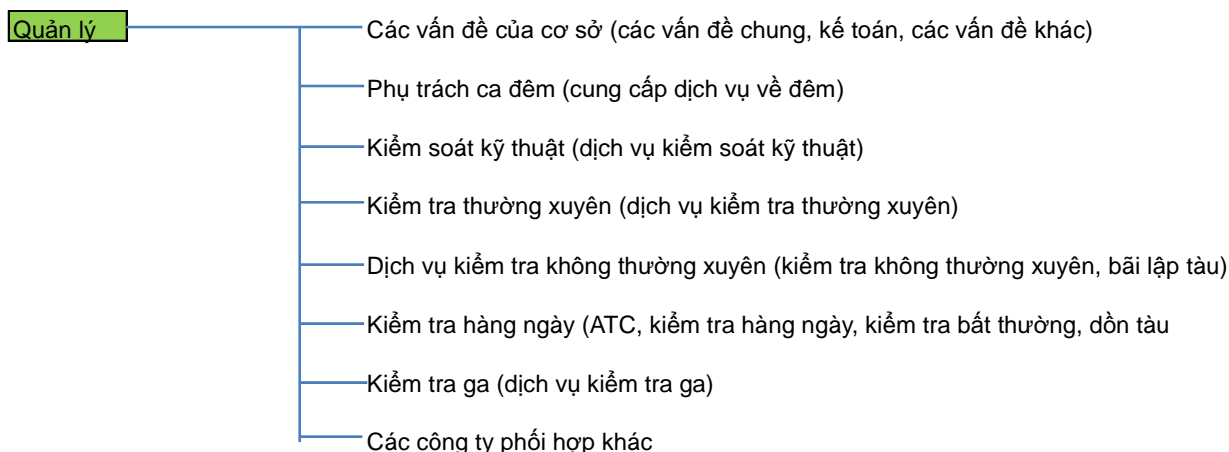 Quản lý
Các vấn đề của cơ sở (các vấn đề chung, kế toán, các vấn đề khác)
Phụ trách ca đêm (cung cấp dịch vụ về đêm)
Kiểm soát kỹ thuật (dịch vụ kiểm soát kỹ thuật)
Kiểm tra thường xuyên (dịch vụ kiểm tra thường xuyên)
Dịch vụ kiểm tra không thường xuyên (kiểm tra không thường xuyên, bãi lập tàu)
Kiểm tra hàng ngày (ATC, kiểm tra hàng ngày, kiểm tra bất thường, dồn tàu
Kiểm tra ga (dịch vụ kiểm tra ga)
Các công ty phối hợp khác